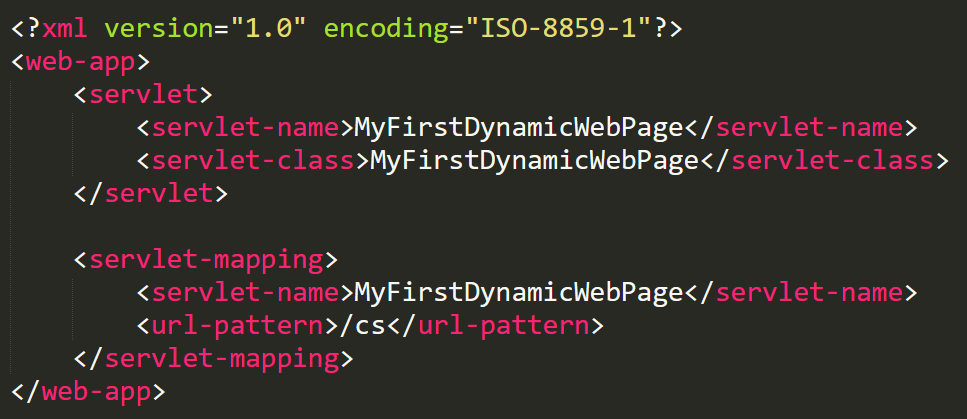 <?xml version="1.0" encoding="ISO-8859-1"?>
<web-app>
    <servlet>
        <servlet-name>MyFirstDynamicWebPage</servlet-name>
        <servlet-class>MyFirstDynamicWebPage</servlet-class>
    </servlet>

    <servlet-mapping>
        <servlet-name>MyFirstDynamicWebPage</servlet-name>
        <url-pattern>/cs</url-pattern>
    </servlet-mapping>
</web-app>